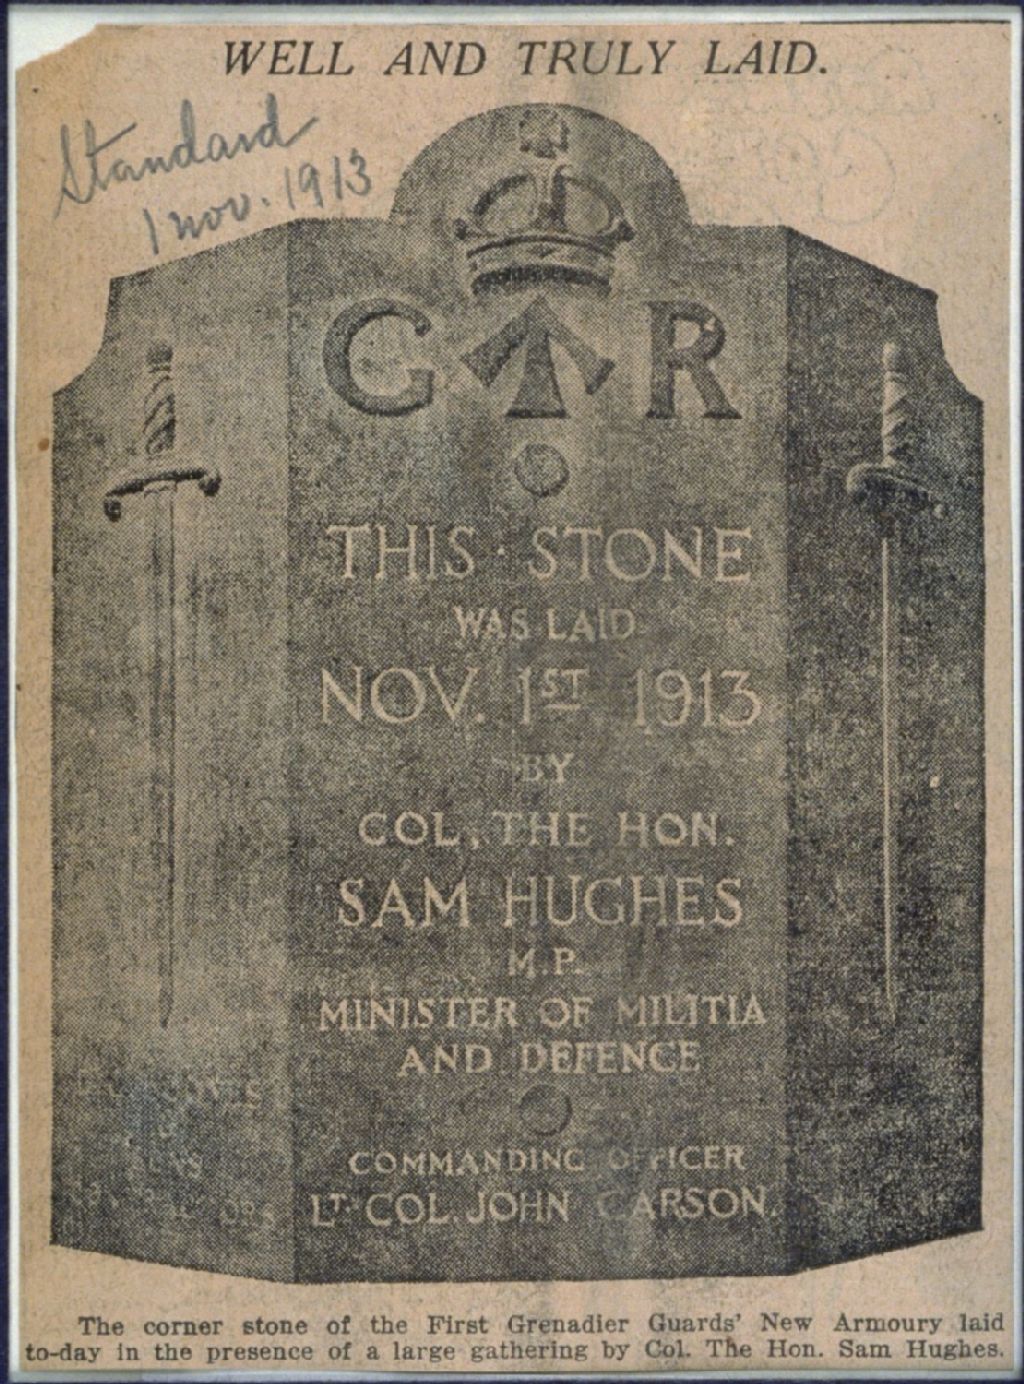 WELL AND TRULY LAID.
Standard
1 nov. 1913
G R
THIS · STONE
WAS LAID
NOV. 1ST 1913
BY
COL, THE HON.
SAM HUGHES
M.P.
MINISTER OF MILITIA
AND DEFENCE
COMMANDING OFFICER
LT COL. JOHN CARSON.
The corner stone of the First Grenadier Guards' New Armoury laid
to-day in the presence of a large gathering by Col. The Hon. Sam Hughes.